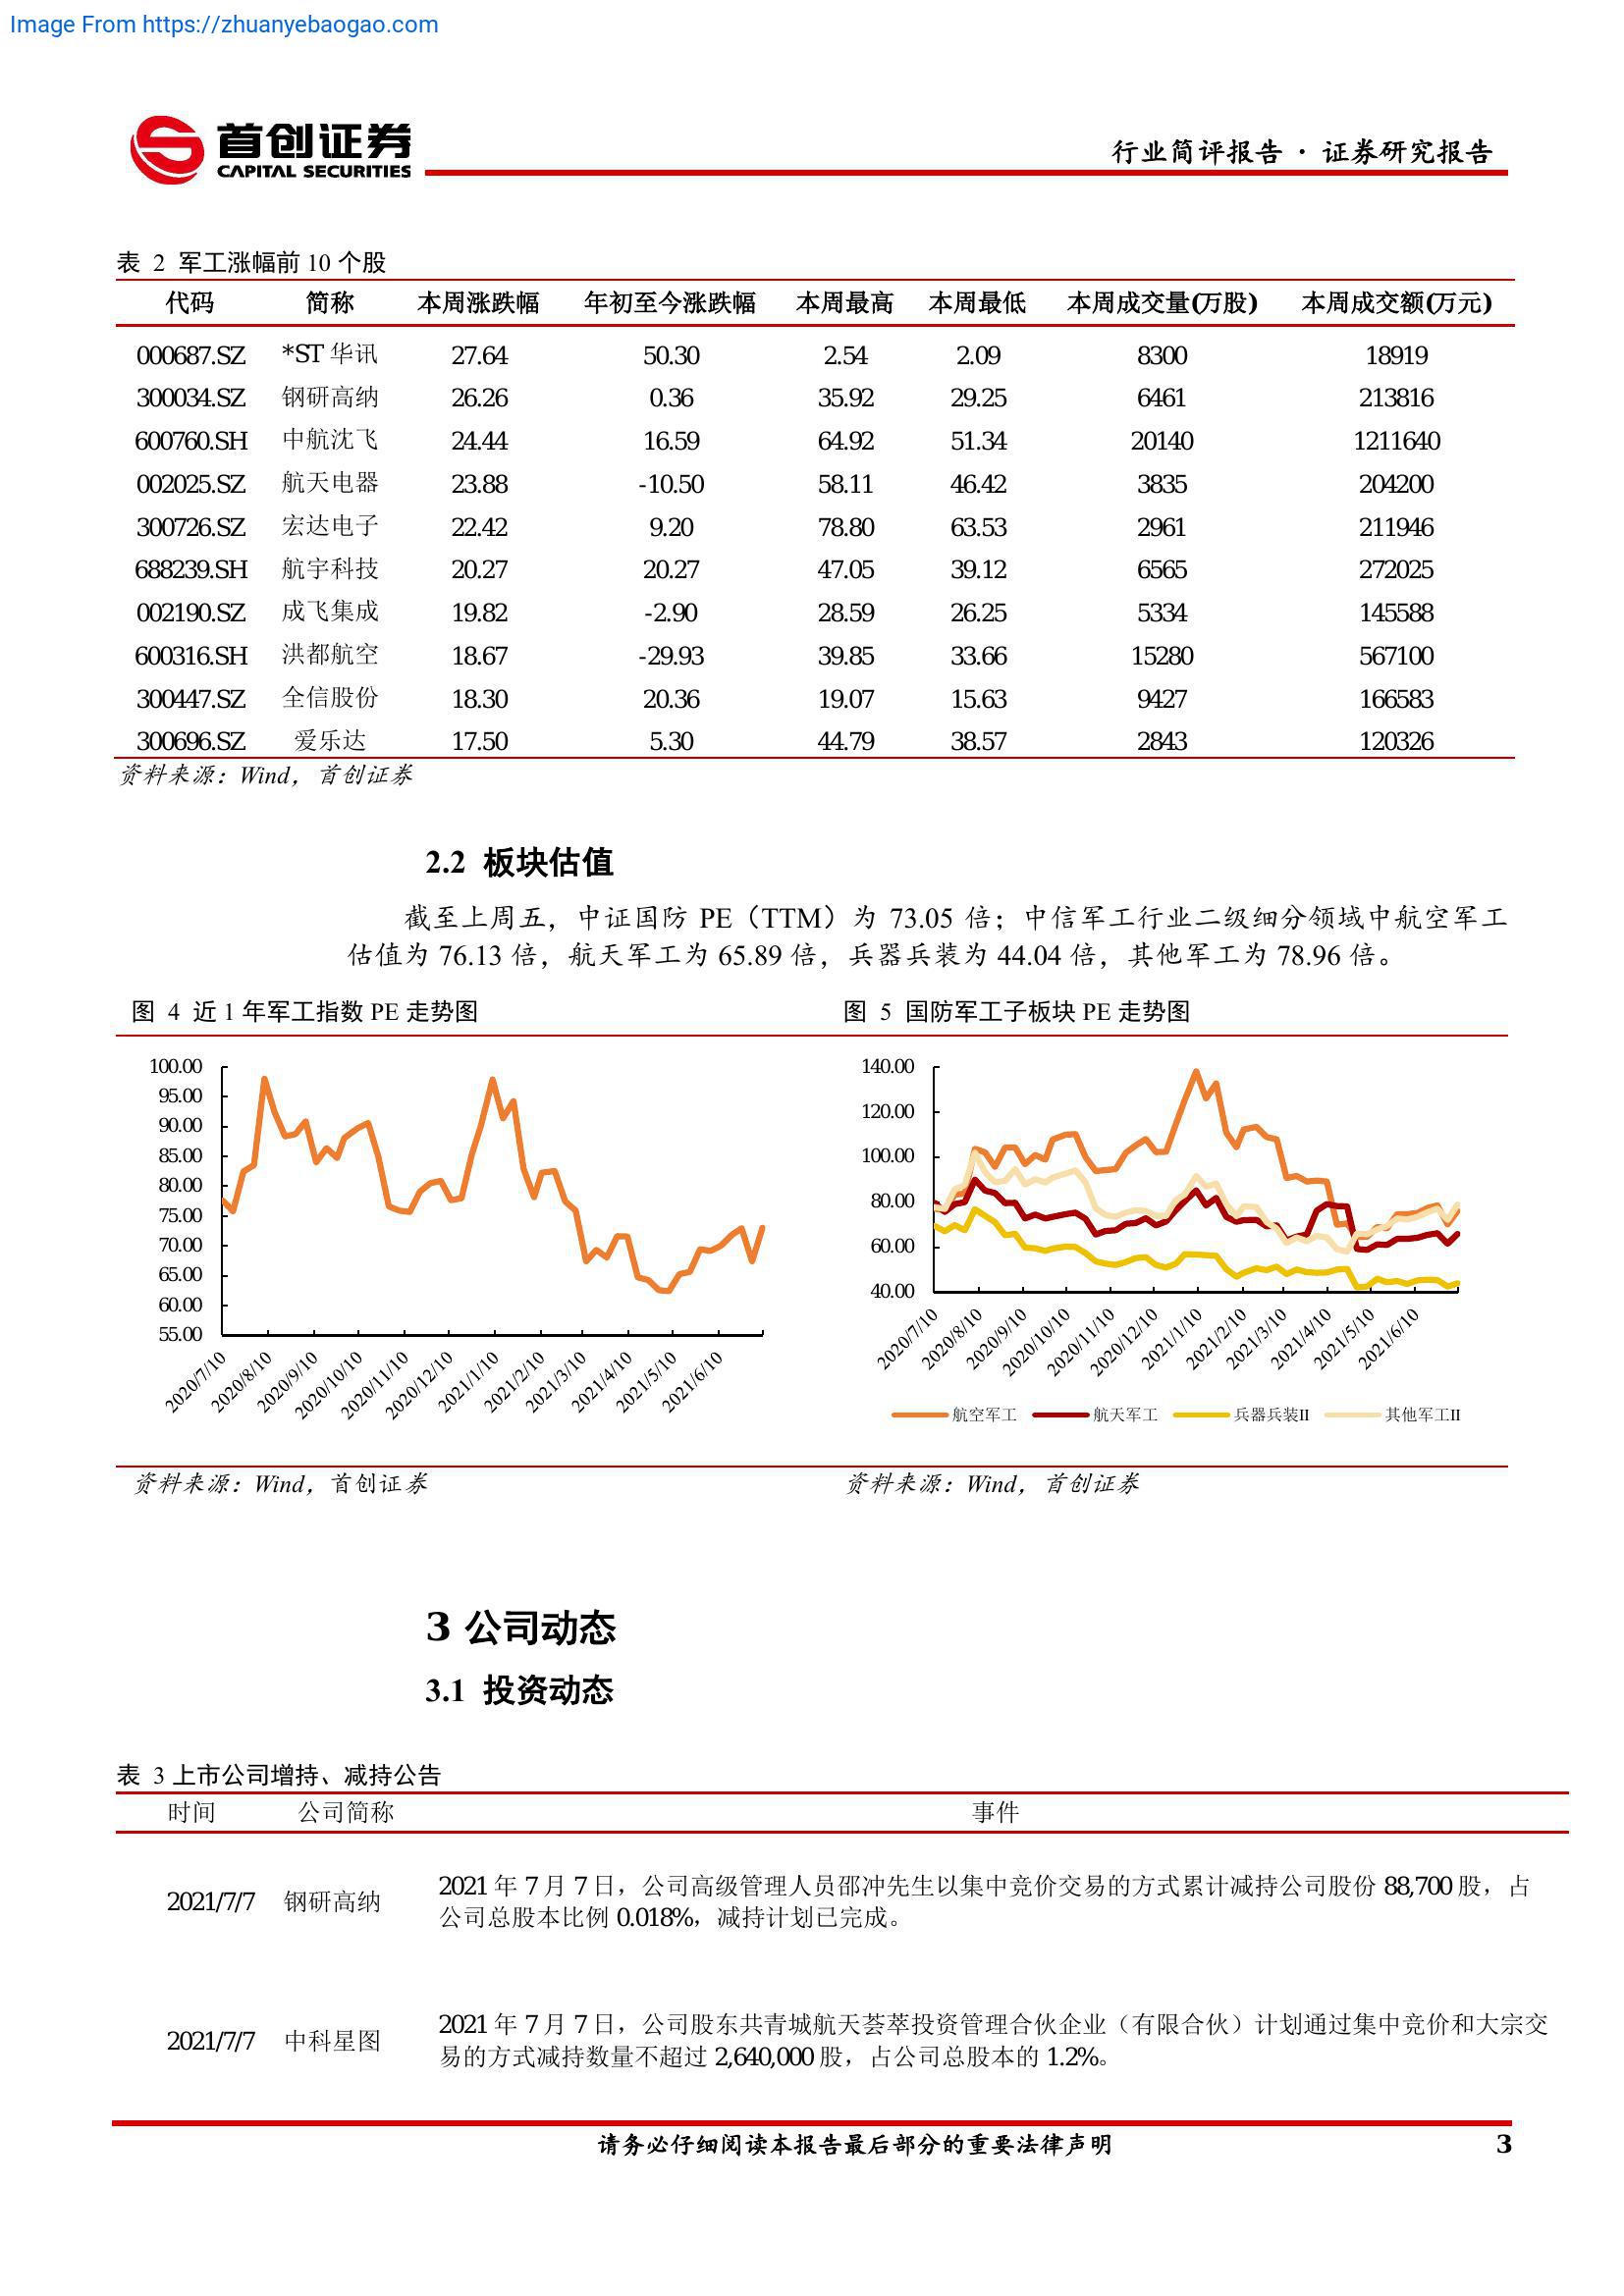 Image From https://zhuanyebaogao.com
首创证券
CAPITAL SECURITIES
行业简评报告 · 证券研究报告
表 2 军工涨幅前 10 个股
代码 简称 本周涨跌幅 年初至今涨跌幅 本周最高 本周最低 本周成交量(万股) 本周成交额(万元)
000687.SZ *ST 华讯 27.64 50.30 2.54 2.09 8300 18919
300034.SZ 钢研高纳 26.26 0.36 35.92 29.25 6461 213816
600760.SH 中航沈飞 24.44 16.59 64.92 51.34 20140 1211640
002025.SZ 航天电器 23.88 -10.50 58.11 46.42 3835 204200
300726.SZ 宏达电子 22.42 9.20 78.80 63.53 2961 211946
688239.SH 航宇科技 20.27 20.27 47.05 39.12 6565 272025
002190.SZ 成飞集成 19.82 -2.90 28.59 26.25 5334 145588
600316.SH 洪都航空 18.67 -29.93 39.85 33.66 15280 567100
300447.SZ 全信股份 18.30 20.36 19.07 15.63 9427 166583
300696.SZ 爱乐达 17.50 5.30 44.79 38.57 2843 120326
资料来源：Wind，首创证券
2.2 板块估值
截至上周五，中证国防 PE（TTM）为 73.05 倍；中信军工行业二级细分领域中航空军工
估值为 76.13 倍，航天军工为 65.89 倍，兵器兵装为 44.04 倍，其他军工为 78.96 倍。
图 4 近 1 年军工指数 PE 走势图
100.00
95.00
90.00
85.00
80.00
75.00
70.00
65.00
60.00
55.00
2020/7/10 2020/8/10 2020/9/10 2020/10/10 2020/11/10 2020/12/10 2021/1/10 2021/2/10 2021/3/10 2021/4/10 2021/5/10 2021/6/10
资料来源：Wind，首创证券
图 5 国防军工子板块 PE 走势图
140.00
120.00
100.00
80.00
60.00
40.00
2020/7/10 2020/8/10 2020/9/10 2020/10/10 2020/11/10 2020/12/10 2021/1/10 2021/2/10 2021/3/10 2021/4/10 2021/5/10 2021/6/10
航空军工 航天军工 兵器兵装II 其他军工II
资料来源：Wind，首创证券
3 公司动态
3.1 投资动态
表 3 上市公司增持、减持公告
时间 公司简称 事件
2021/7/7 钢研高纳 2021 年 7 月 7 日，公司高级管理人员邵冲先生以集中竞价交易的方式累计减持公司股份 88,700 股，占
公司总股本比例 0.018%，减持计划已完成。
2021/7/7 中科星图 2021 年 7 月 7 日，公司股东共青城航天荟萃投资管理合伙企业（有限合伙）计划通过集中竞价和大宗交
易的方式减持数量不超过 2,640,000 股，占公司总股本的 1.2%。
请务必仔细阅读本报告最后部分的重要法律声明
3